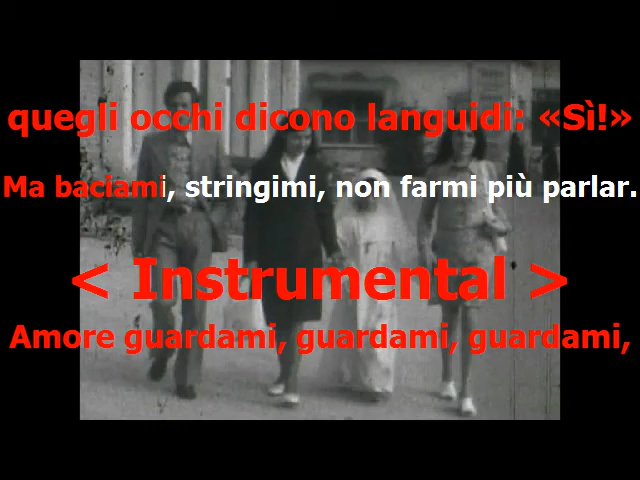 quegli occhi dicono languidi: «Sì!»
Ma baciami, stringimi, non farmi più parlar.
< Instrumental >
Amore guardami, guardami, guardami,